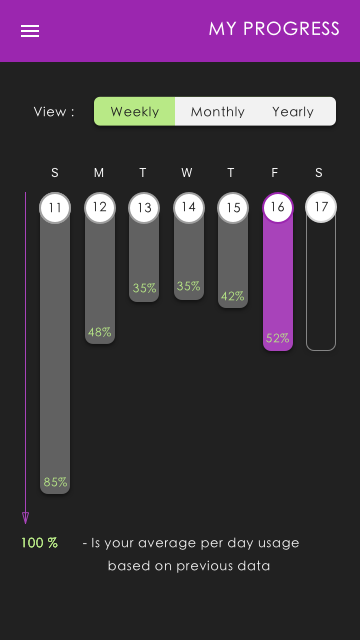 MY PROGRESS
View : Weekly Monthly Yearly
S M T W T F S
11 12 13 14 15 16 17
35% 35%
42%
48%
52%
85%
100 % - Is your average per day usage
based on previous data